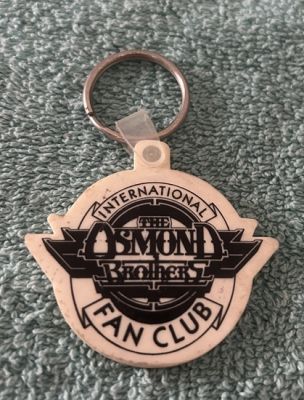 INTERNATIONAL
THE
OSMOND
BROTHERS
FAN CLUB